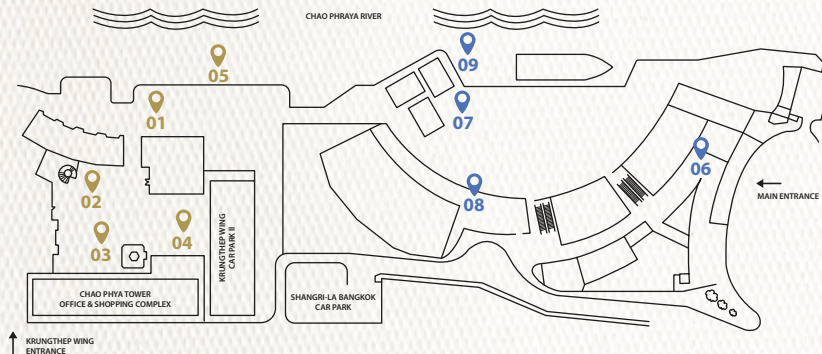 CHAO PHRAYA RIVER
09
05
01
07
06
02
08
MAIN ENTRANCE
03
04
KRUNGTHEP WING
CAR PARK II
CHAO PHYA TOWER
OFFICE & SHOPPING COMPLEX
SHANGRI-LA BANGKOK
CAR PARK
KRUNGTHEP WING
ENTRANCE